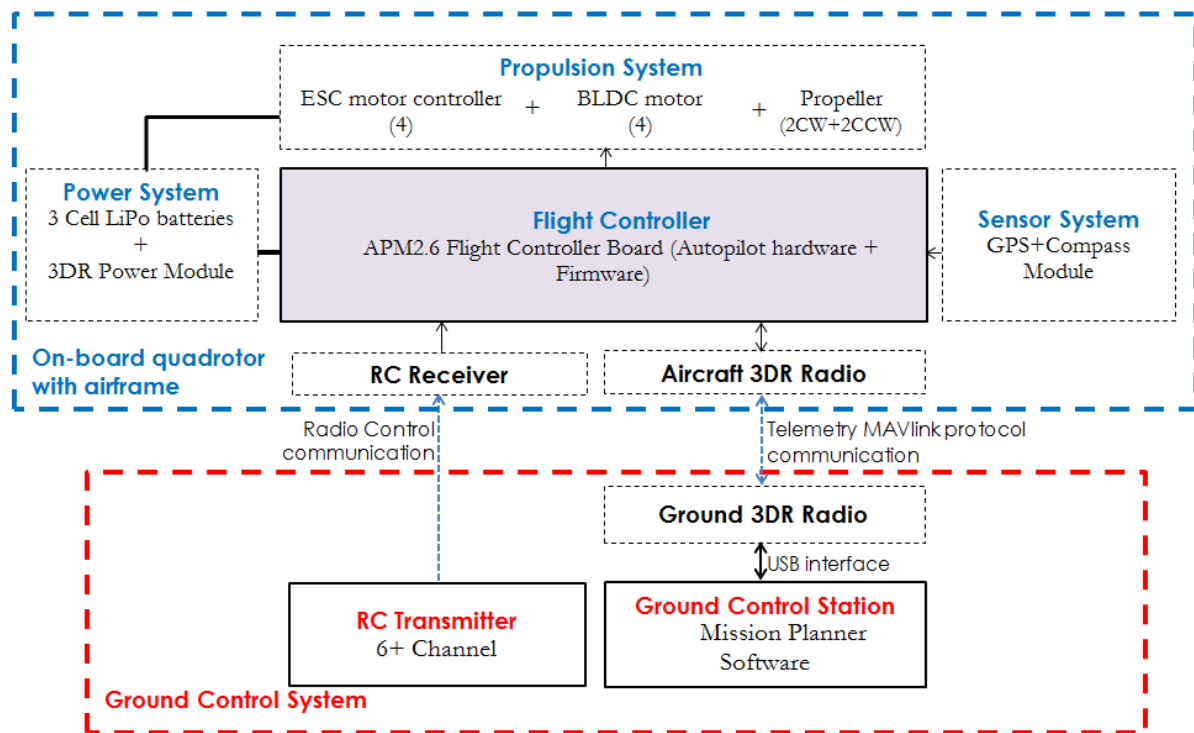 Propulsion System
ESC motor controller + BLDC motor + Propeller
(4) (4) (2CW+2CCW)
Power System
3 Cell LiPo batteries
+
3DR Power Module
Flight Controller
APM2.6 Flight Controller Board (Autopilot hardware +
Firmware)
Sensor System
GPS+Compass
Module
On-board quadrotor
with airframe
RC Receiver
Aircraft 3DR Radio
Radio Control
communication
Telemetry MAVlink protocol
communication
Ground 3DR Radio
USB interface
RC Transmitter
6+ Channel
Ground Control Station
Mission Planner
Software
Ground Control System